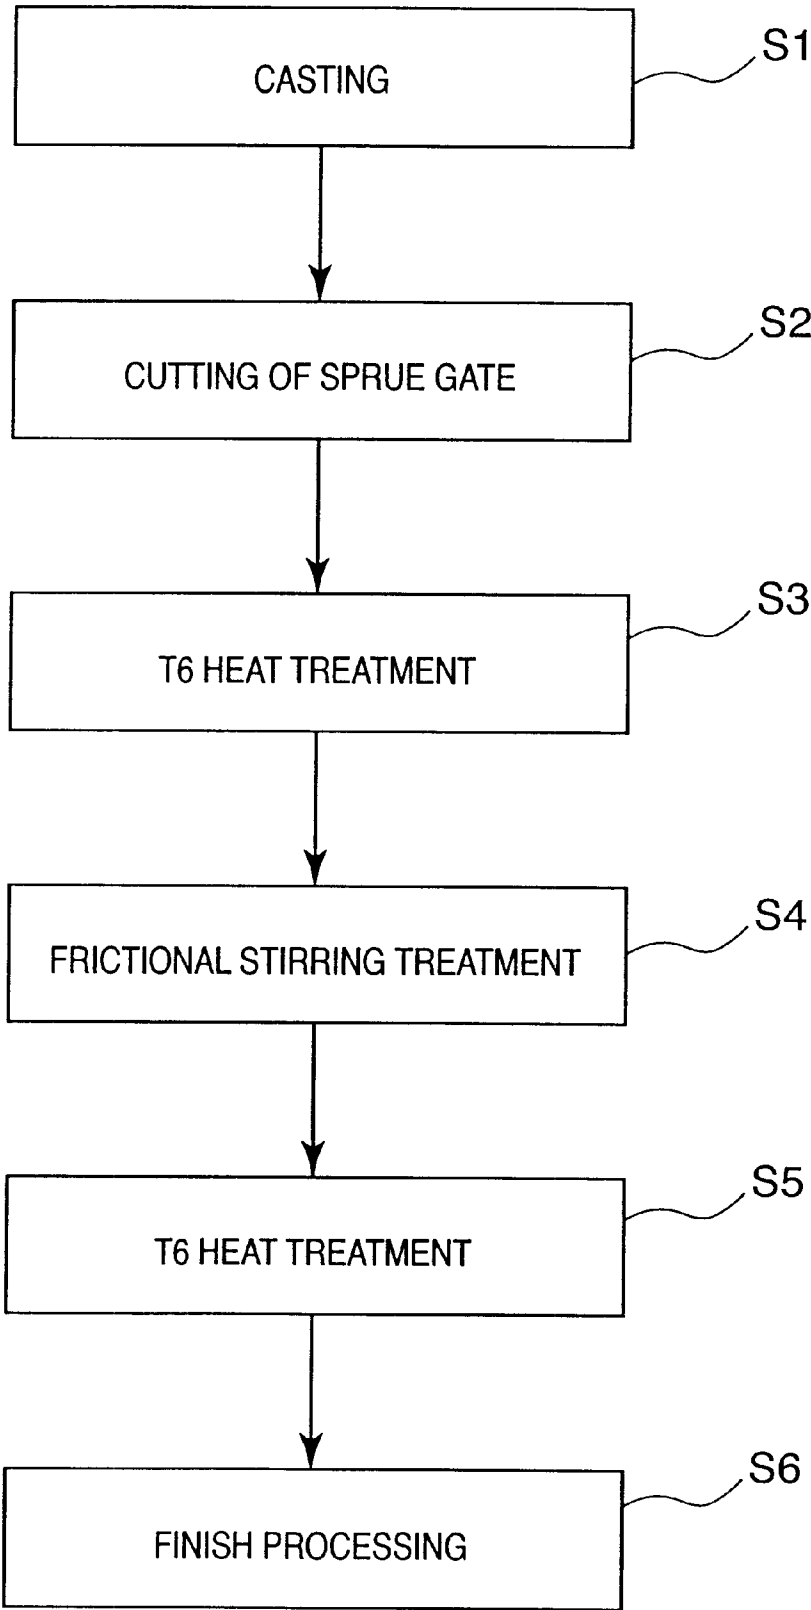 CASTING
S1
CUTTING OF SPRUE GATE
S2
T6 HEAT TREATMENT
S3
FRICTIONAL STIRRING TREATMENT
S4
T6 HEAT TREATMENT
S5
FINISH PROCESSING
S6